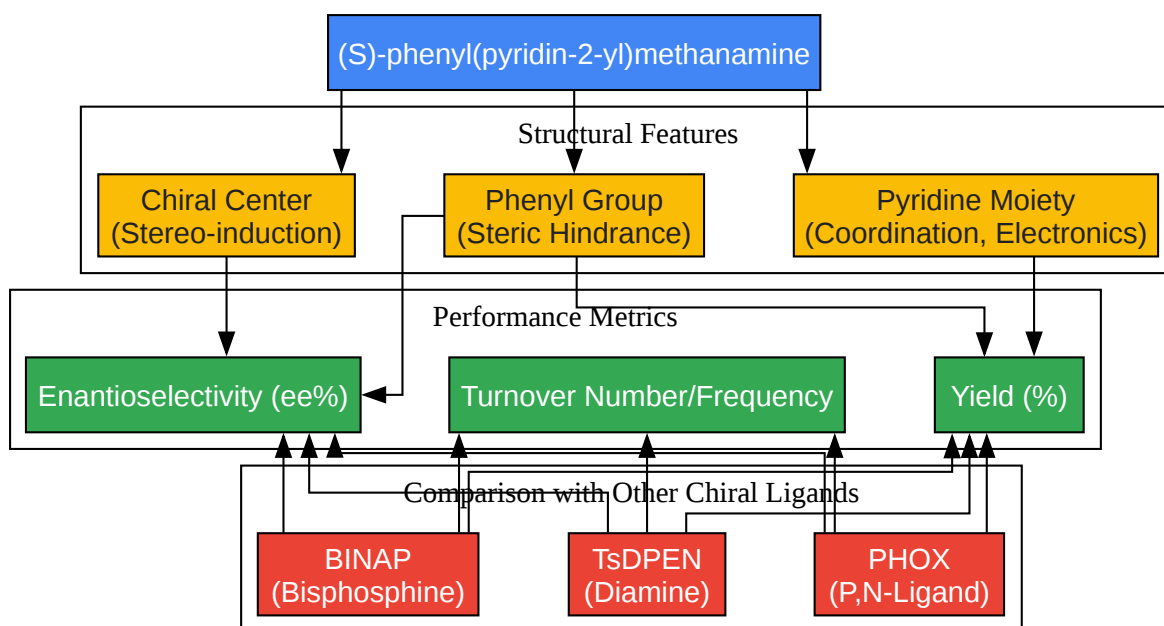 (S)-phenyl(pyridin-2-yl)methanamine
Structural Features
Chiral Center
(Stereo-induction)
Phenyl Group
(Steric Hindrance)
Pyridine Moiety
(Coordination, Electronics)
Performance Metrics
Enantioselectivity (ee%)
Turnover Number/Frequency
Yield (%)
Comparison with Other Chiral Ligands
BINAP
(Bisphosphine)
TsDPEN
(Diamine)
PHOX
(P,N-Ligand)